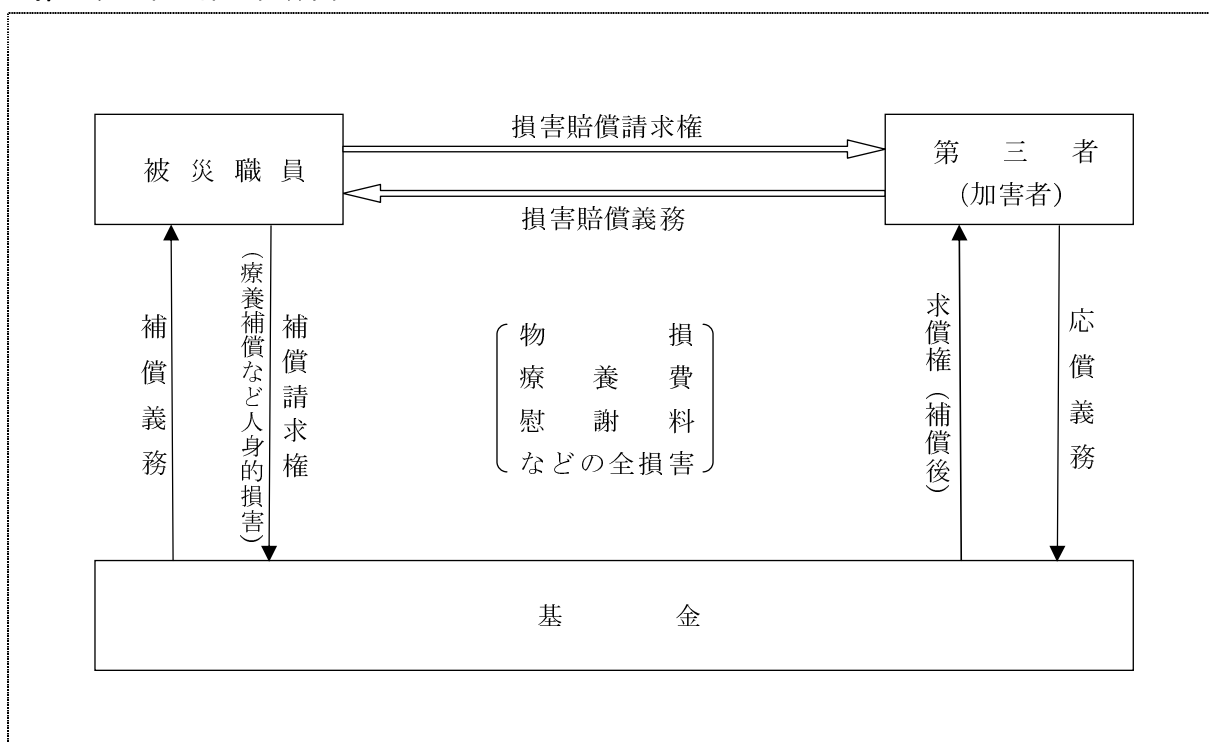 損害賠償請求権
被災職員
第三者
(加害者)
損害賠償義務
補償義務
(療養補償など人身的損害)
補償請求権
物損
療養費
慰謝料
などの全損害
求償権(補償後)
応償義務
基金